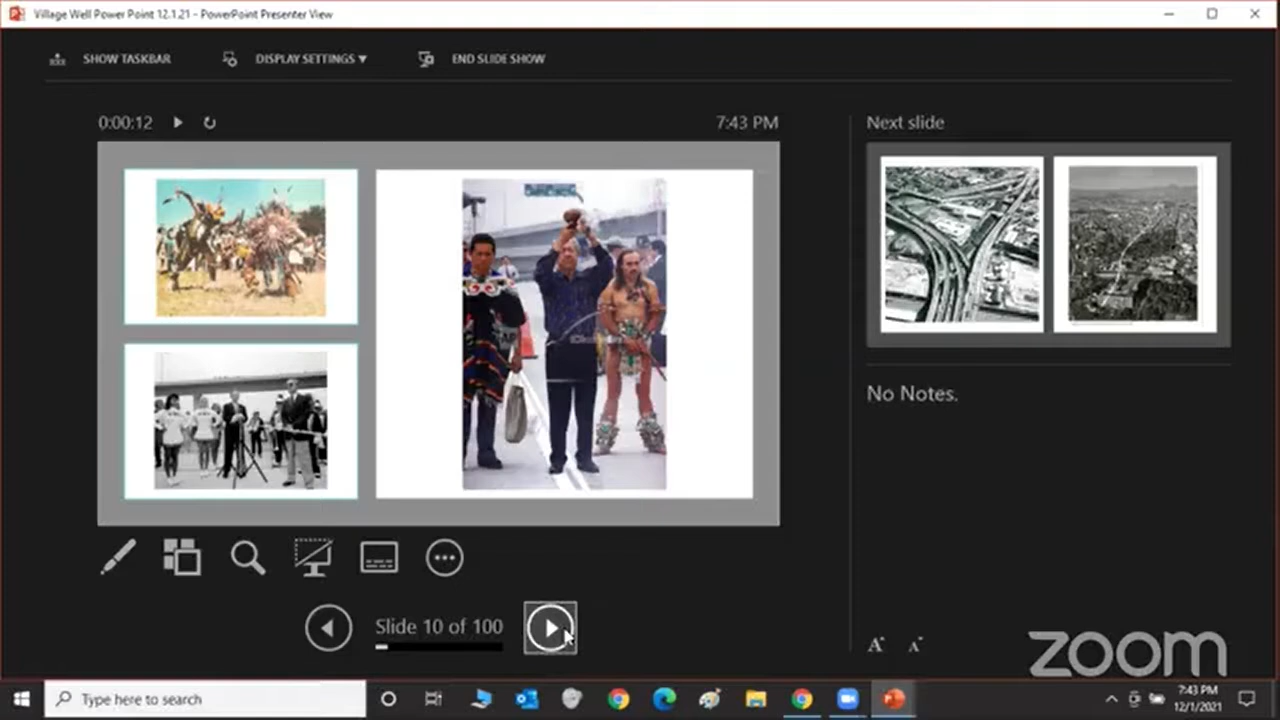 Village Well Power Point 12.1.21 - PowerPoint Presenter View
SHOW TASKBAR
DISPLAY SETTINGS
END SLIDE SHOW
0:00:12
7:43 PM
Next slide
No Notes.
Slide 10 of 100
A A
zoom
Type here to search
7:43 PM
12/1/2021